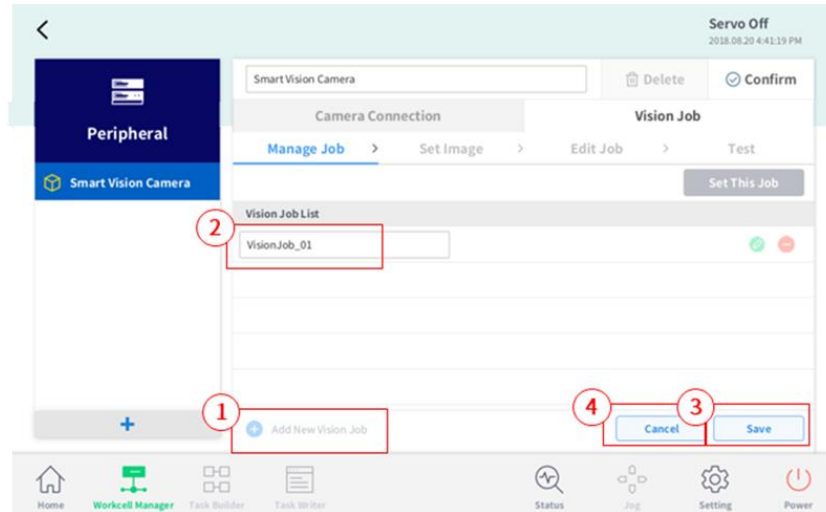 Servo Off
2018.08.20 4:41:19 PM
Peripheral
Smart Vision Camera
Smart Vision Camera
Delete
Confirm
Camera Connection
Vision Job
Manage Job > Set Image > Edit Job > Test
Set This Job
Vision Job List
2
VisionJob_01
1
Add New Vision Job
4
Cancel
3
Save
+
Home
Workcell Manager
Task Builder
Task Writer
Status
Jog
Setting
Power